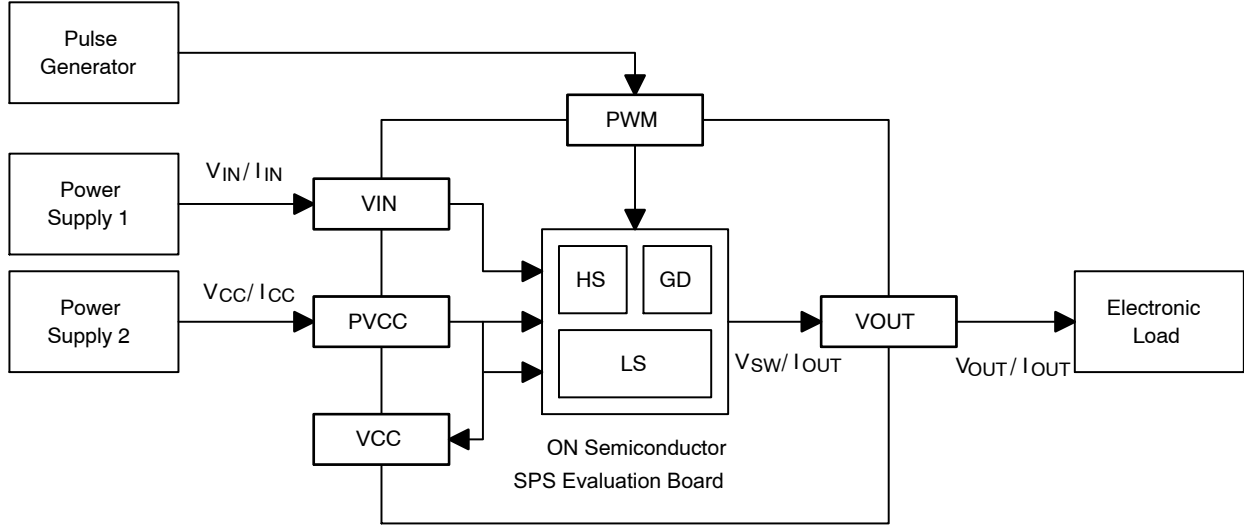 Pulse
Generator
PWM
Power
Supply 1
VIN/ IIN
VIN
HS
GD
Power
Supply 2
VCC/ ICC
PVCC
VOUT
Electronic
Load
LS
VSW/ IOUT
VOUT/ IOUT
VCC
ON Semiconductor
SPS Evaluation Board